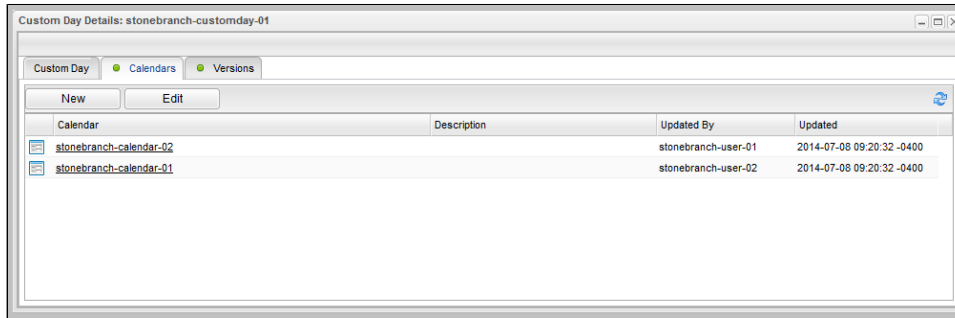 Custom Day Details: stonebranch-customday-01
Custom Day Calendars Versions
New Edit
Calendar Description Updated By Updated
stonebranch-calendar-02 stonebranch-user-01 2014-07-08 09:20:32 -0400
stonebranch-calendar-01 stonebranch-user-02 2014-07-08 09:20:32 -0400